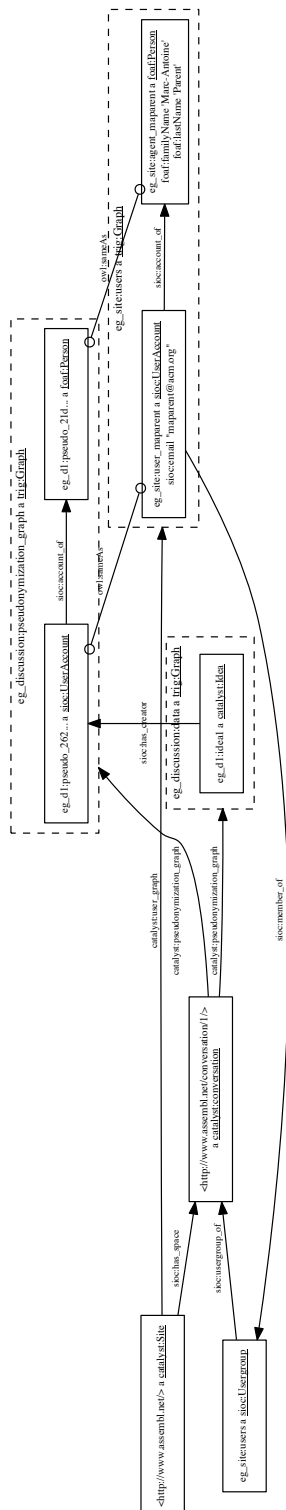 eg_discussion:pseudonymization_graph a trig:Graph
eg_d1:pseudo_262... a sioc:UserAccount
sioc:account_of
eg_d1:pseudo_21d... a foaf:Person
owl:sameAs
owl:sameAs
eg_site:users a trig:Graph
eg_site:agent_maparent a foaf:Person
foaf:familyName 'Marc-Antoine'
foaf:lastName 'Parent'
sioc:account_of
eg_site:user_maparent a sioc:UserAccount
sioc:email "maparent@acm.org"
eg_discussion:data a trig:Graph
eg_d1:idea1 a catalyst:Idea
sioc:has_creator
catalyst:user_graph
catalyst:pseudonymization_graph
catalyst:pseudonymization_graph
sioc:member_of
<http://www.assembl.net/conversation/1/>
a catalyst:conversation
sioc:has_space
sioc:usergroup_of
<http://www.assembl.net/> a catalyst:Site
eg_site:users a sioc:Usergroup